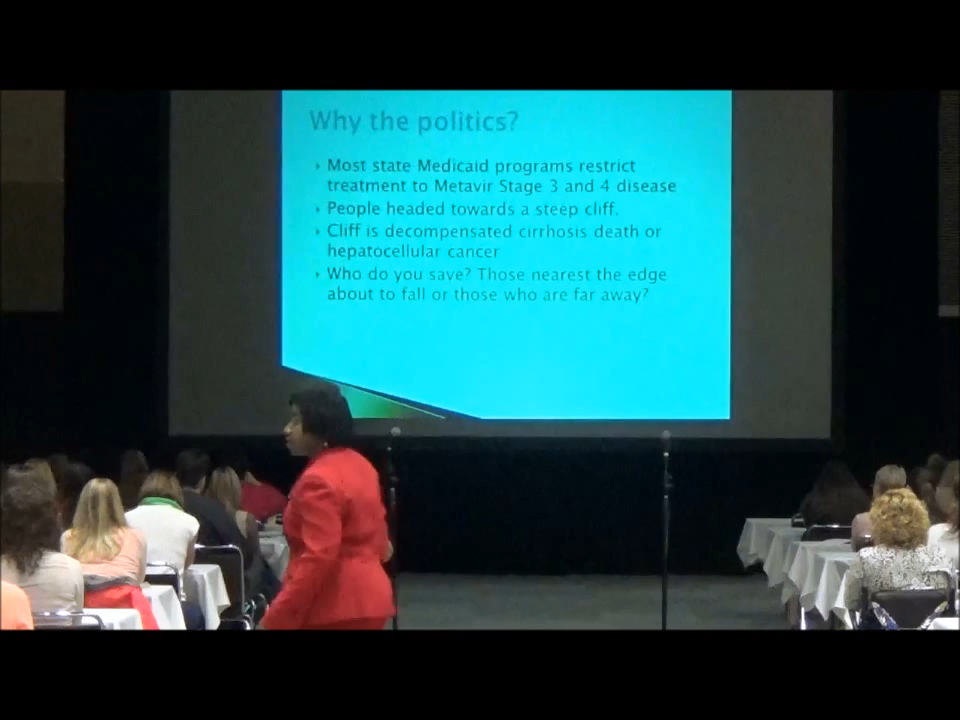 Why the politics?
Most state Medicaid programs restrict
treatment to Metavir Stage 3 and 4 disease
People headed towards a steep cliff.
Cliff is decompensated cirrhosis death or
hepatocellular cancer
Who do you save? Those nearest the edge
about to fall or those who are far away?